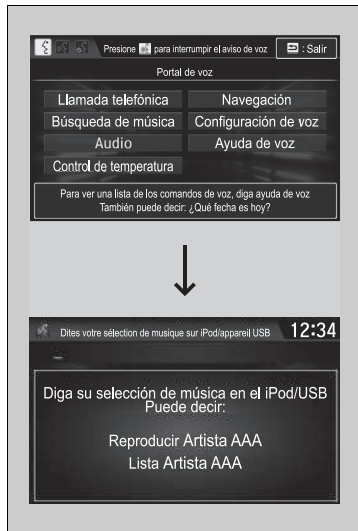 Presione para interrumpir el aviso de voz
: Salir
Portal de voz
Llamada telefónica
Navegación
Búsqueda de música
Configuración de voz
Audio
Ayuda de voz
Control de temperatura
Para ver una lista de los comandos de voz, diga ayuda de voz
También puede decir: ¿Qué fecha es hoy?
Dites votre sélection de musique sur iPod/appareil USB
12:34
Diga su selección de música en el iPod/USB
Puede decir:
Reproducir Artista AAA
Lista Artista AAA